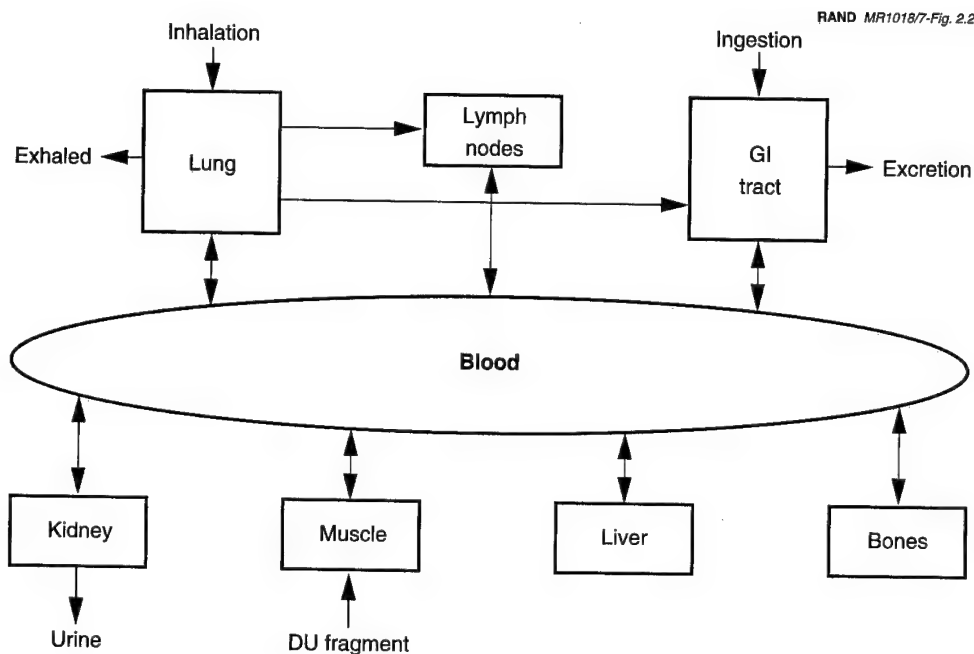 RAND MR1018/7-Fig. 2.2
Inhalation
Ingestion
Lymph
nodes
Exhaled
Lung
GI
tract
Excretion
Blood
Kidney
Muscle
Liver
Bones
Urine
DU fragment